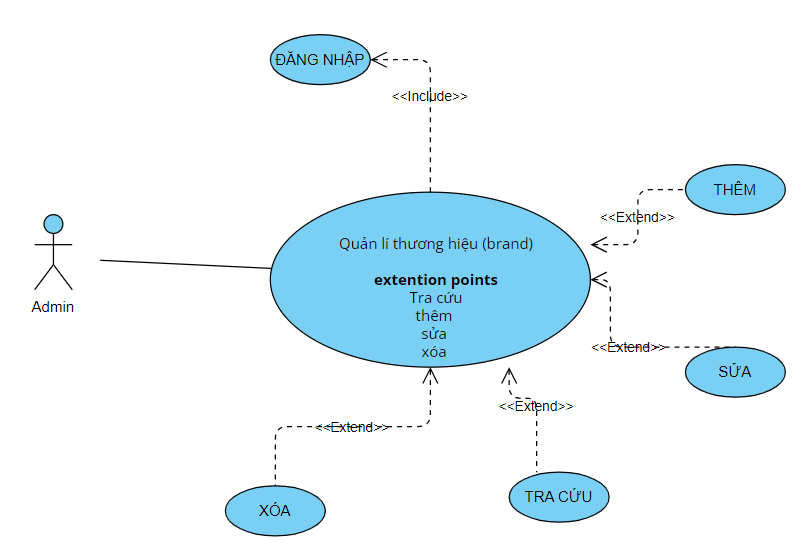 ĐĂNG NHẬP
<<Include>>
THÊM
<<Extend>>
Quản lí thương hiệu (brand)
extention points
Tra cứu
thêm
sửa
xóa
Admin
<<Extend>>
SỬA
<<Extend>>
<<Extend>>
TRA CỨU
XÓA